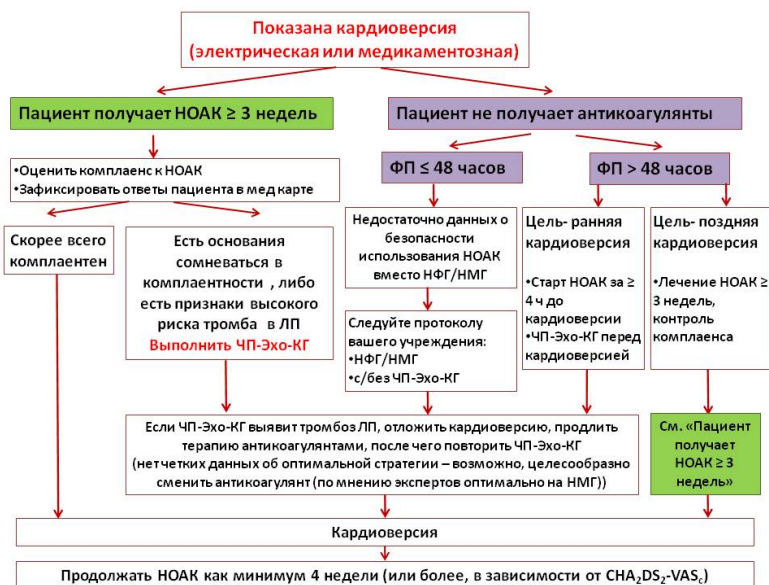 Показана кардиоверсия
(электрическая или медикаментозная)
Пациент получает НОАК ≥ 3 недель
Пациент не получает антикоагулянты
•Оценить комплаенс к НОАК
•Зафиксировать ответы пациента в мед карте
ФП ≤ 48 часов
ФП > 48 часов
Скорее всего
комплаентен
Есть основания
сомневаться в
комплаентности , либо
есть признаки высокого
риска тромба в ЛП
Выполнить ЧП-Эхо-КГ
Недостаточно данных о
безопасности
использования НОАК
вместо НФГ/НМГ
Следуйте протоколу
вашего учреждения:
•НФГ/НМГ
•с/без ЧП-Эхо-КГ
Цель- ранняя
кардиоверсия
•Старт НОАК за ≥
4 ч до
кардиоверсии
•ЧП-Эхо-КГ перед
кардиоверсией
Цель- поздняя
кардиоверсия
•Лечение НОАК ≥
3 недель,
контроль
комплаенса
Если ЧП-Эхо-КГ выявит тромбоз ЛП, отложить кардиоверсию, продлить
терапию антикоагулянтами, после чего повторить ЧП-Эхо-КГ
(нет четких данных об оптимальной стратегии – возможно, целесообразно
сменить антикоагулянт (по мнению экспертов оптимально на НМГ))
См. «Пациент
получает
НОАК ≥ 3
недель»
Кардиоверсия
Продолжать НОАК как минимум 4 недели (или более, в зависимости от CHA₂DS₂-VASc)